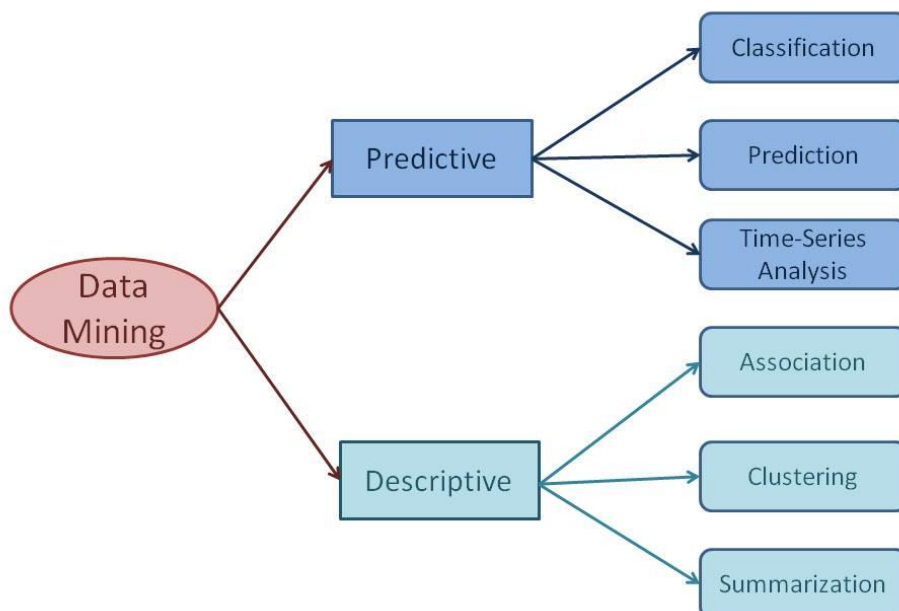 Data
Mining
Predictive
Classification
Prediction
Time-Series
Analysis
Descriptive
Association
Clustering
Summarization